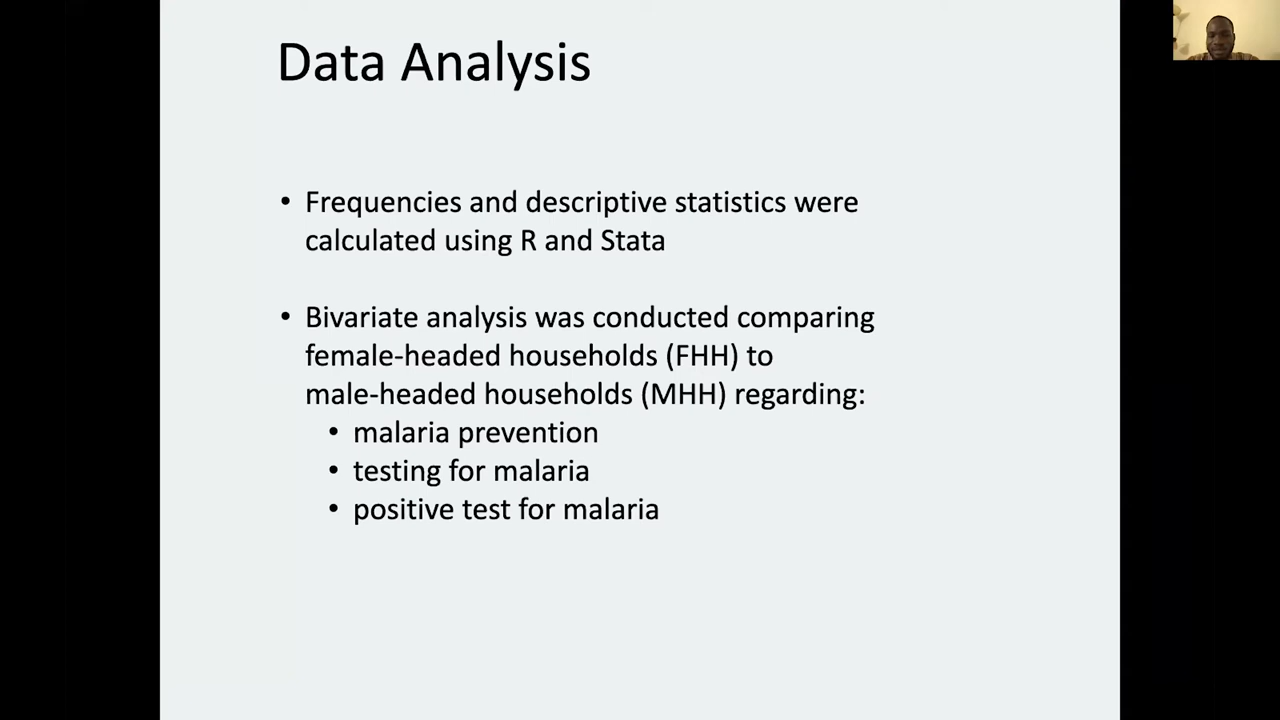 Data Analysis
• Frequencies and descriptive statistics were
calculated using R and Stata
• Bivariate analysis was conducted comparing
female-headed households (FHH) to
male-headed households (MHH) regarding:
• malaria prevention
• testing for malaria
• positive test for malaria